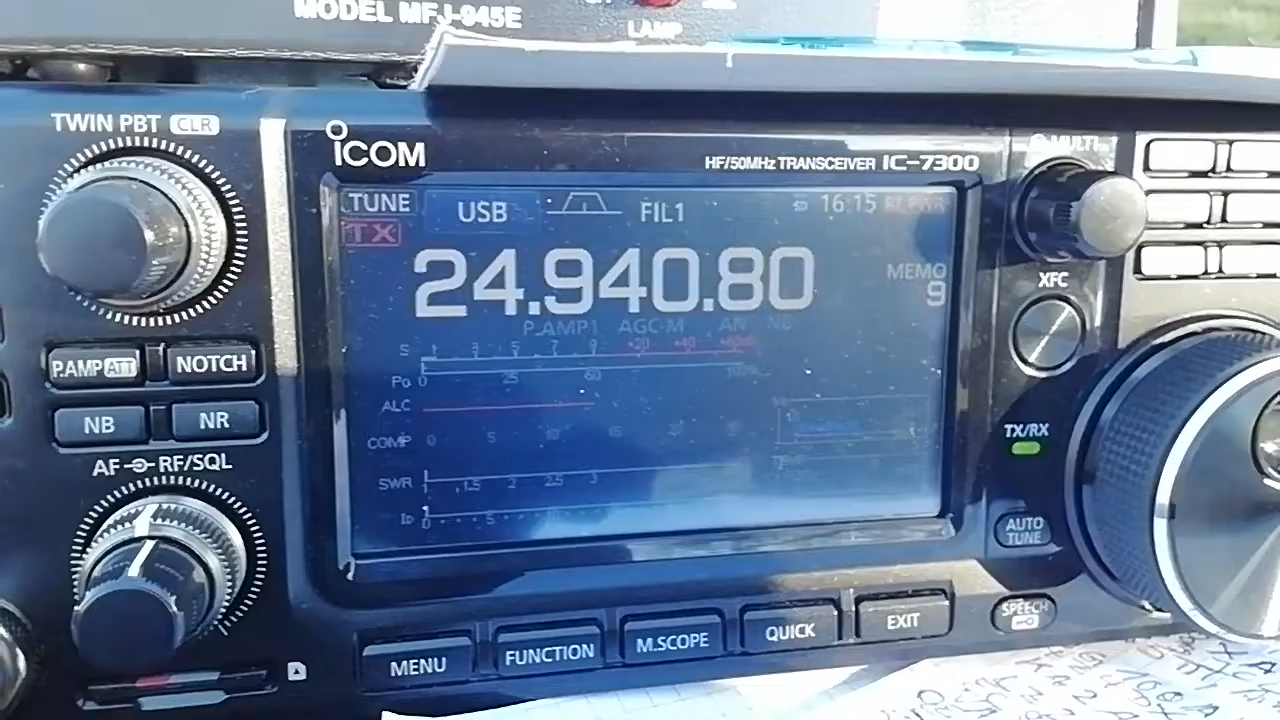 MODEL MFJ-945E
LAMP
TWIN PBT CLR
ICOM
HF/50MHz TRANSCEIVER IC-7300
MULTI
TUNE USB FIL1 16:15
TX
24.940.80
MEMO
9
P.AMP1 AGC-M AN NB
S 1 3 5 7 9 +20 +40 +60dB
Po 0 25 50 100%
ALC
COMP 0 5 10 15 20
SWR 1 1.5 2 2.5 3
ID 0 5 10
XFC
TX/RX
AUTO TUNE
SPEECH
P.AMP ATT NOTCH
NB NR
AF RF/SQL
MENU FUNCTION M.SCOPE QUICK EXIT